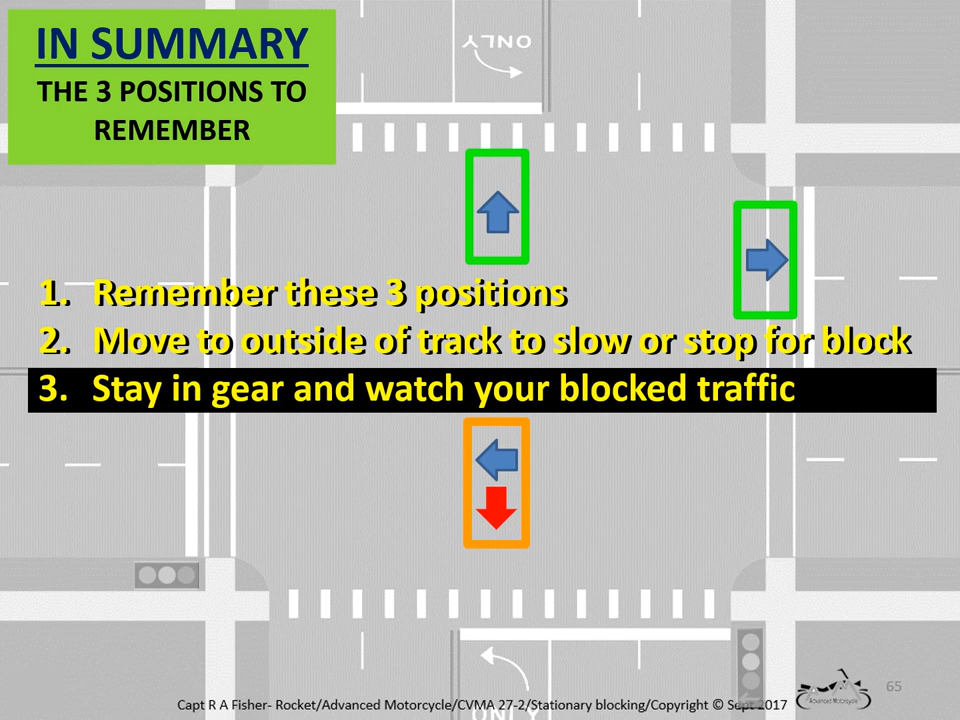 IN SUMMARY
THE 3 POSITIONS TO
REMEMBER
ONLY
1. Remember these 3 positions
2. Move to outside of track to slow or stop for block
3. Stay in gear and watch your blocked traffic
ONLY
Advanced Motorcycle
65
Capt R A Fisher- Rocket/Advanced Motorcycle/CVMA 27-2/Stationary blocking/Copyright © Sept 2017